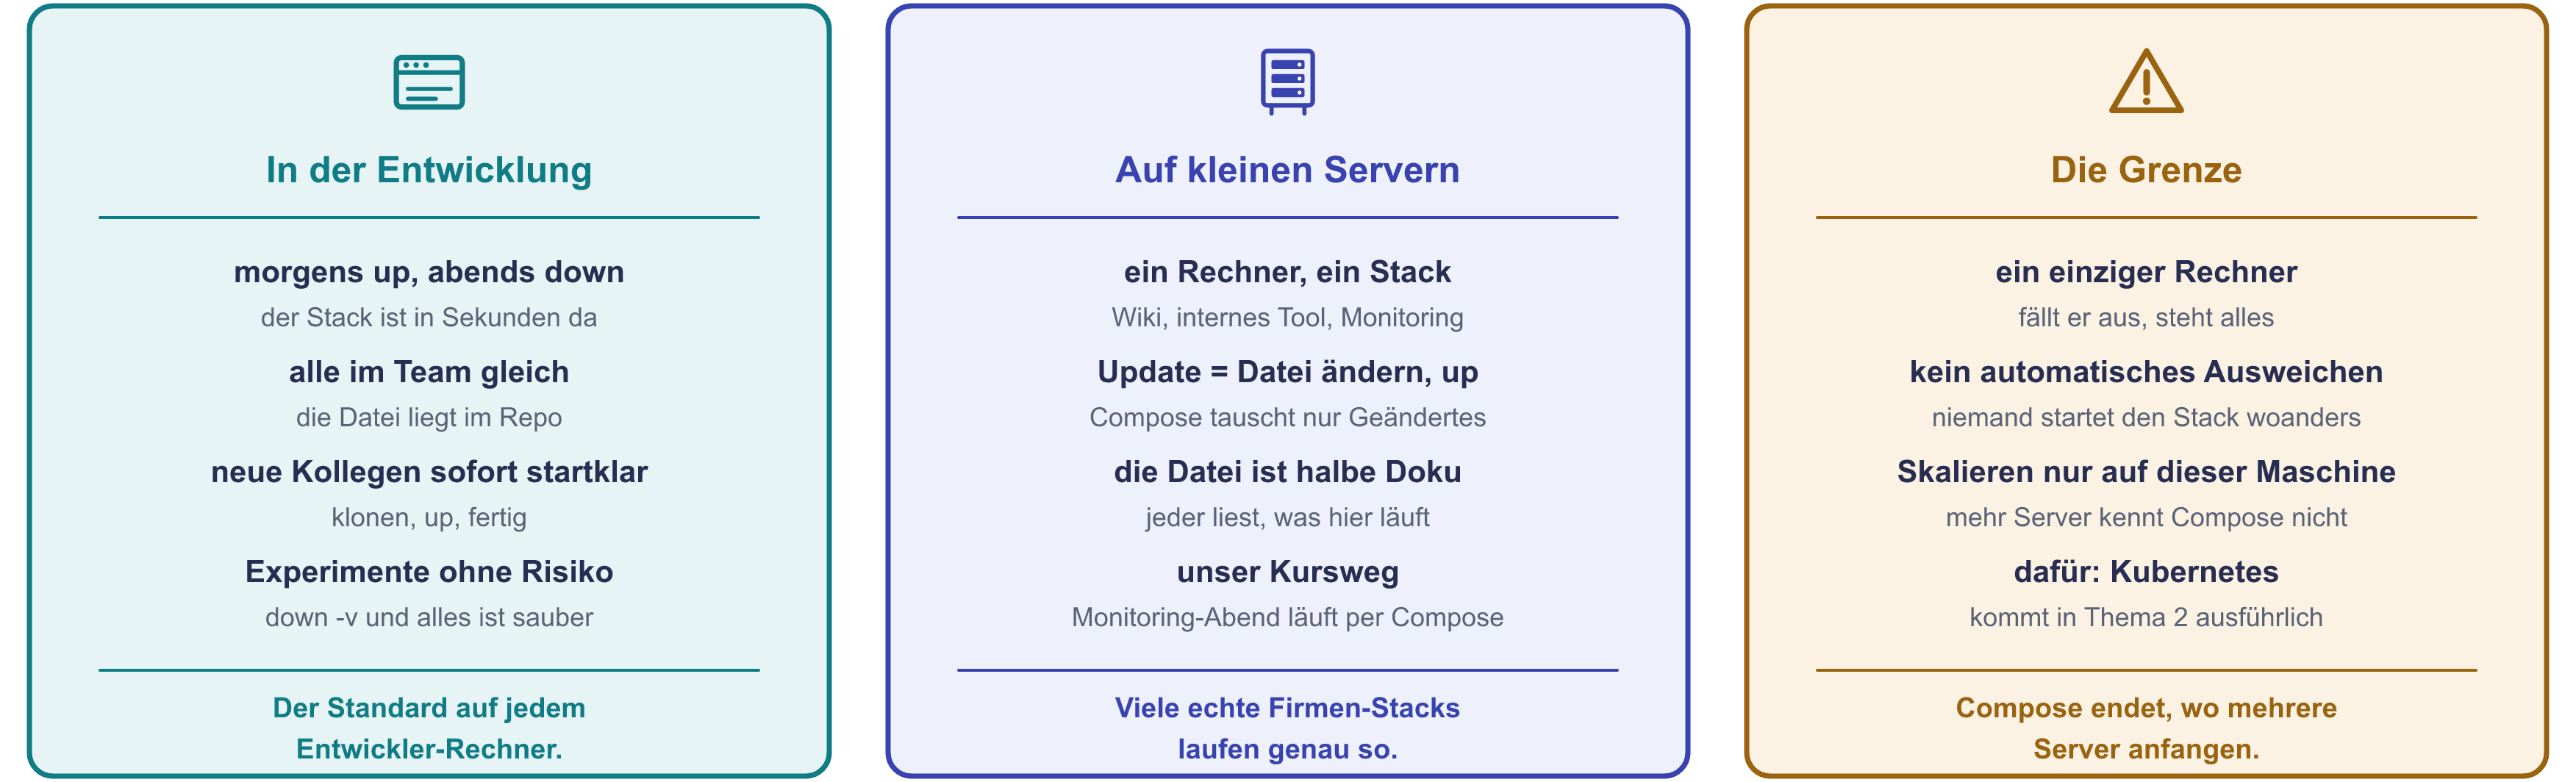 In der Entwicklung
morgens up, abends down
der Stack ist in Sekunden da
alle im Team gleich
die Datei liegt im Repo
neue Kollegen sofort startklar
klonen, up, fertig
Experimente ohne Risiko
down -v und alles ist sauber
Der Standard auf jedem
Entwickler-Rechner.
Auf kleinen Servern
ein Rechner, ein Stack
Wiki, internes Tool, Monitoring
Update = Datei ändern, up
Compose tauscht nur Geändertes
die Datei ist halbe Doku
jeder liest, was hier läuft
unser Kursweg
Monitoring-Abend läuft per Compose
Viele echte Firmen-Stacks
laufen genau so.
Die Grenze
ein einziger Rechner
fällt er aus, steht alles
kein automatisches Ausweichen
niemand startet den Stack woanders
Skalieren nur auf dieser Maschine
mehr Server kennt Compose nicht
dafür: Kubernetes
kommt in Thema 2 ausführlich
Compose endet, wo mehrere
Server anfangen.